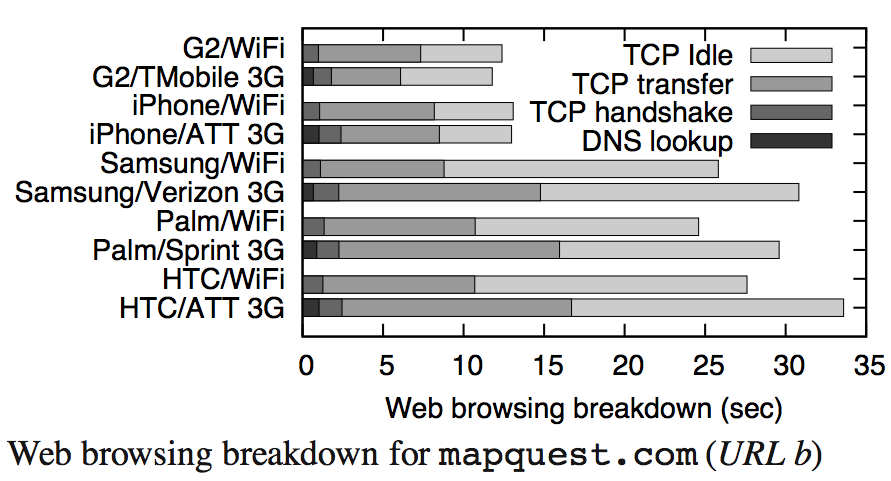 G2/WiFi
TCP Idle
G2/TMobile 3G
TCP transfer
iPhone/WiFi
TCP handshake
iPhone/ATT 3G
DNS lookup
Samsung/WiFi
Samsung/Verizon 3G
Palm/WiFi
Palm/Sprint 3G
HTC/WiFi
HTC/ATT 3G
0 5 10 15 20 25 30 35
Web browsing breakdown (sec)
Web browsing breakdown for mapquest.com (URL b)